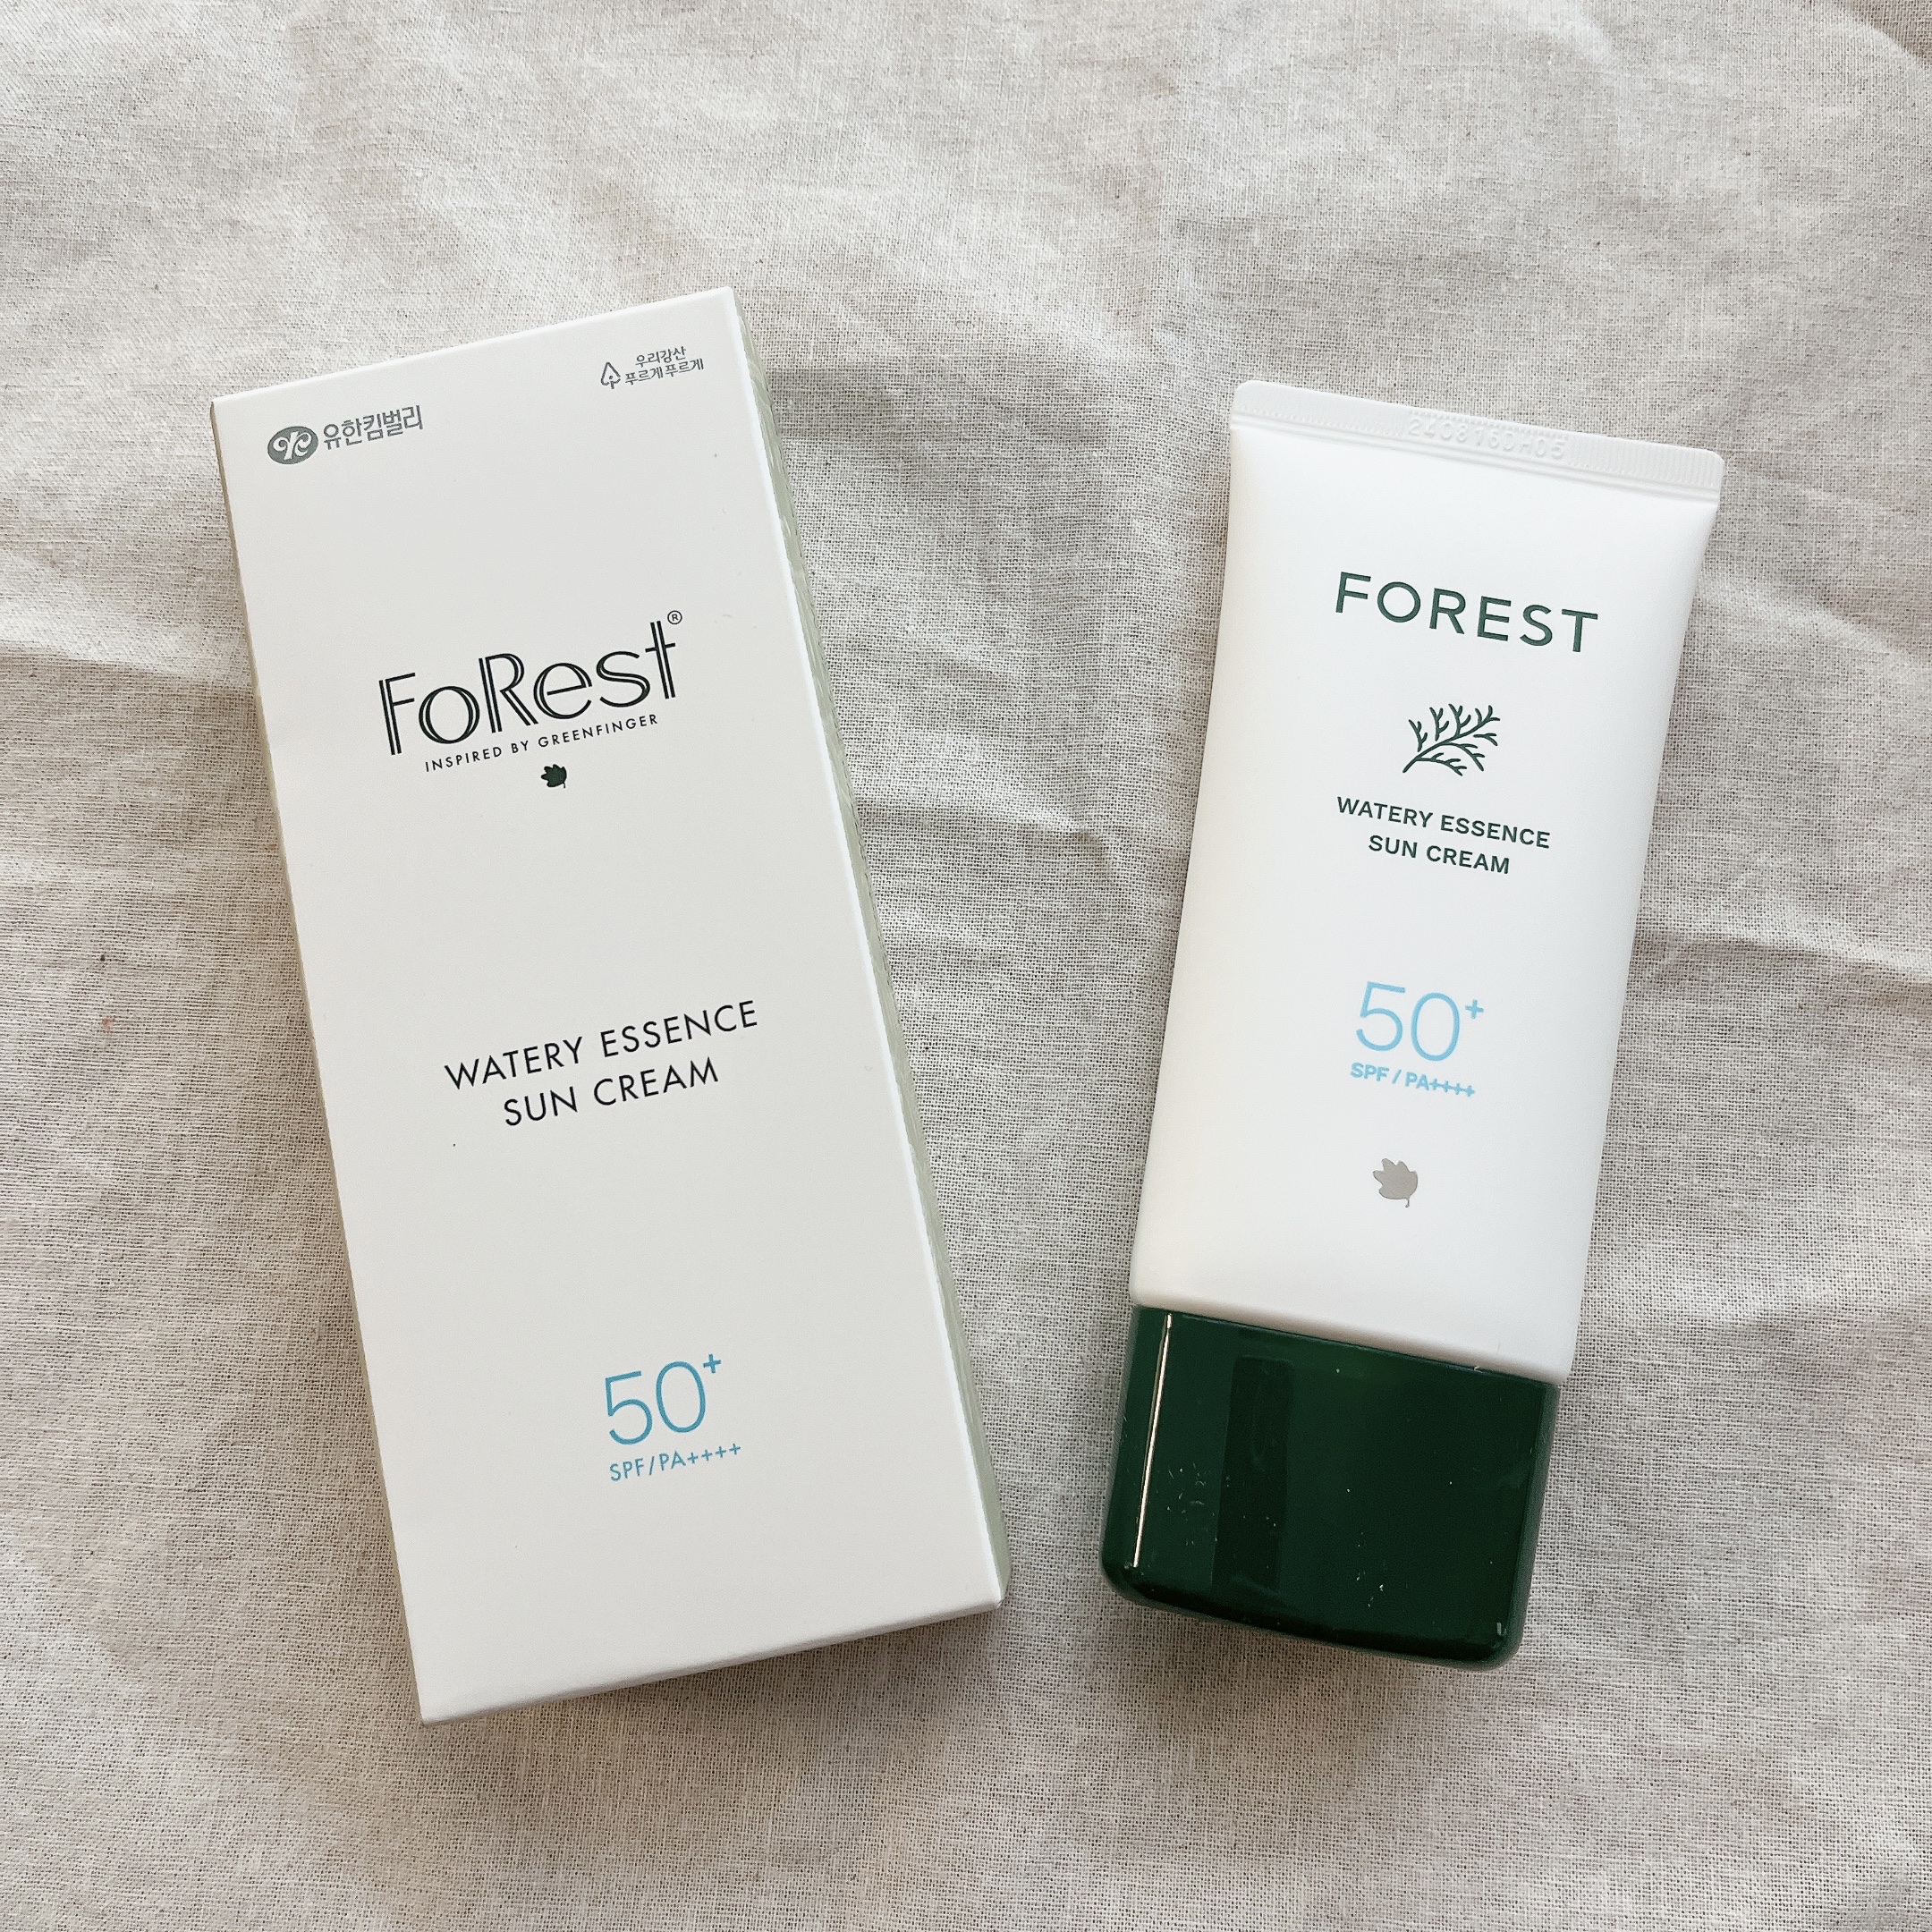 우리강산
푸르게 푸르게
유한킴벌리
FoRest®
INSPIRED BY GREENFINGER
WATERY ESSENCE
SUN CREAM
50+
SPF/PA++++
FOREST
WATERY ESSENCE
SUN CREAM
50+
SPF / PA++++